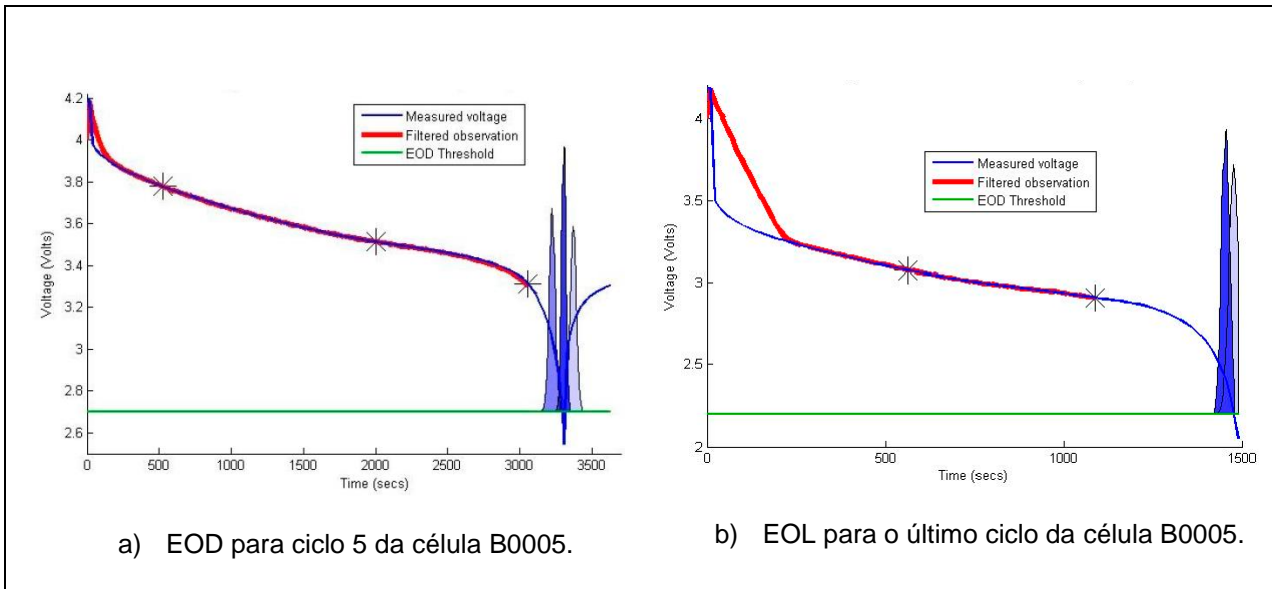 4.2
4
3.8
3.6
3.4
3.2
3
2.8
2.6
Voltage (Volts)
0 500 1000 1500 2000 2500 3000 3500
Time (secs)
Measured voltage
Filtered observation
EOD Threshold
a) EOD para ciclo 5 da célula B0005.
4
3.5
3
2.5
2
Voltage (Volts)
0 500 1000 1500
Time (secs)
Measured voltage
Filtered observation
EOD Threshold
b) EOL para o último ciclo da célula B0005.